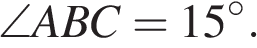 ∠ABC = 15°.